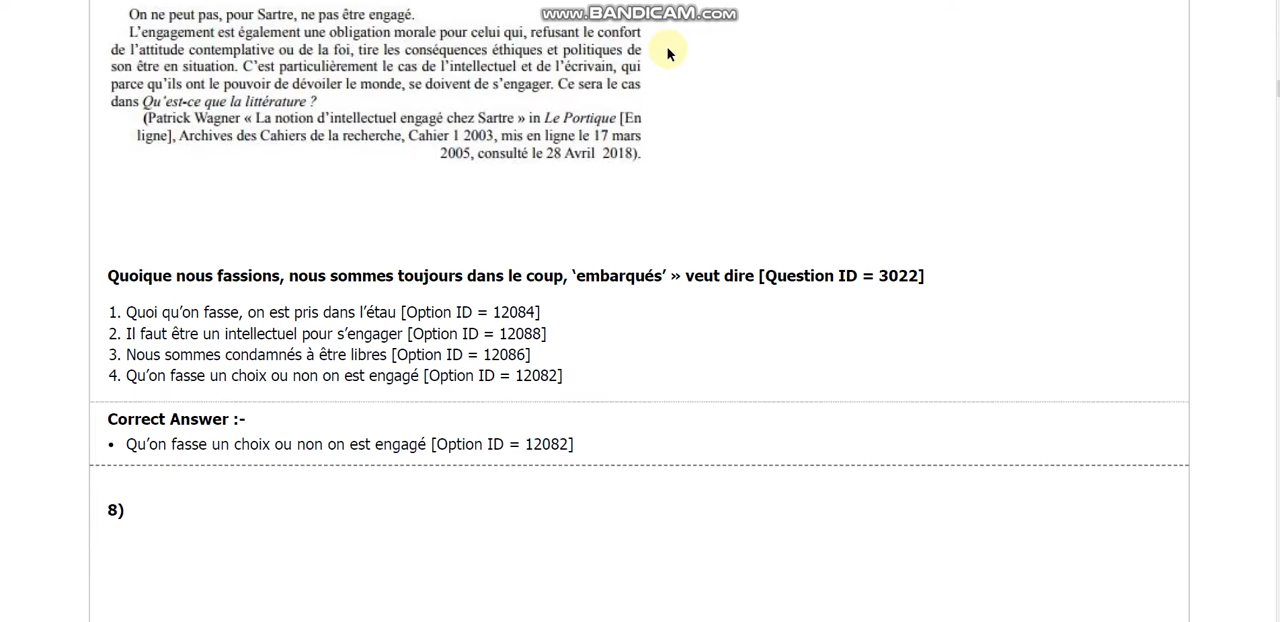 www.BANDICAM.com
On ne peut pas, pour Sartre, ne pas être engagé.
L’engagement est également une obligation morale pour celui qui, refusant le confort
de l’attitude contemplative ou de la foi, tire les conséquences éthiques et politiques de
son être en situation. C’est particulièrement le cas de l’intellectuel et de l’écrivain, qui
parce qu’ils ont le pouvoir de dévoiler le monde, se doivent de s’engager. Ce sera le cas
dans Qu’est-ce que la littérature ?
(Patrick Wagner « La notion d’intellectuel engagé chez Sartre » in Le Portique [En
ligne], Archives des Cahiers de la recherche, Cahier 1 2003, mis en ligne le 17 mars
2005, consulté le 28 Avril 2018).
Quoique nous fassions, nous sommes toujours dans le coup, ‘embarqués’ » veut dire [Question ID = 3022]
1. Quoi qu’on fasse, on est pris dans l’étau [Option ID = 12084]
2. Il faut être un intellectuel pour s’engager [Option ID = 12088]
3. Nous sommes condamnés à être libres [Option ID = 12086]
4. Qu’on fasse un choix ou non on est engagé [Option ID = 12082]
Correct Answer :-
• Qu’on fasse un choix ou non on est engagé [Option ID = 12082]
8)